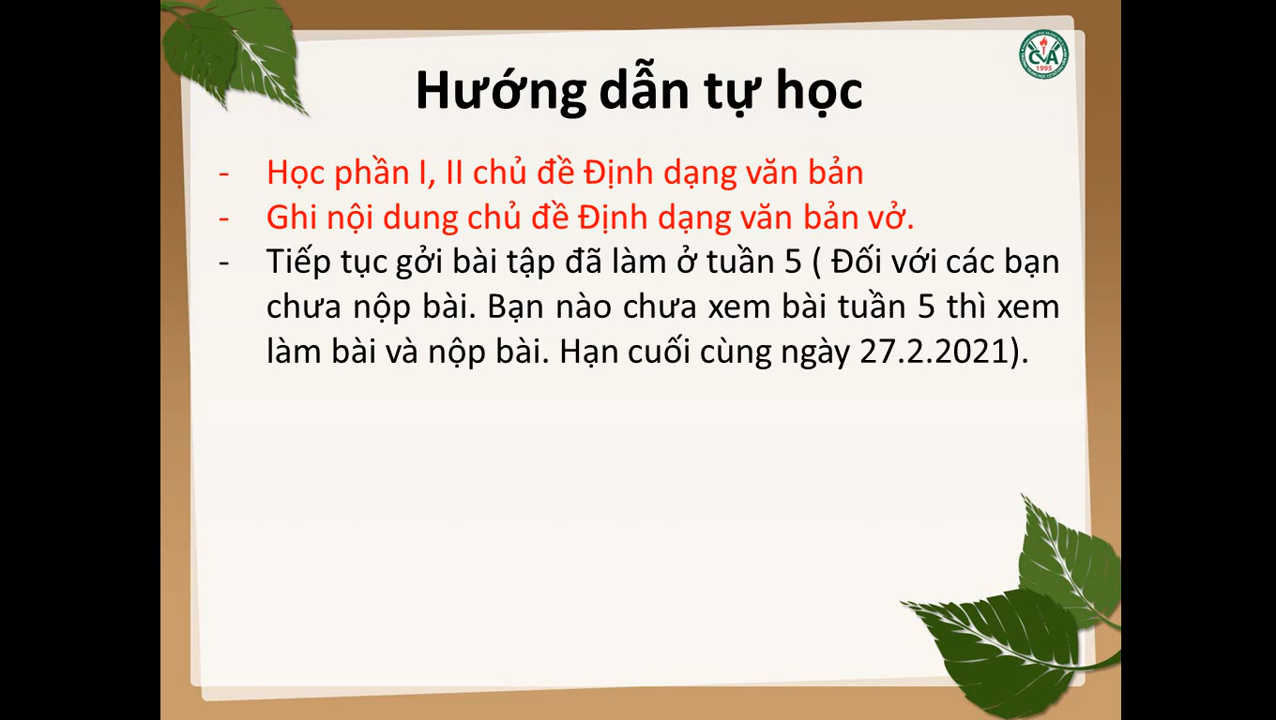 CVA
1995
Hướng dẫn tự học
- Học phần I, II chủ đề Định dạng văn bản
- Ghi nội dung chủ đề Định dạng văn bản vở.
- Tiếp tục gởi bài tập đã làm ở tuần 5 ( Đối với các bạn
chưa nộp bài. Bạn nào chưa xem bài tuần 5 thì xem
làm bài và nộp bài. Hạn cuối cùng ngày 27.2.2021).